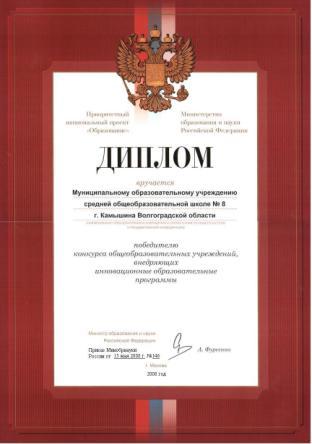 Приоритетный
национальный проект
«Образование»
Министерство
образования и науки
Российской Федерации
ДИПЛОМ
вручается
Муниципальному образовательному учреждению
средней общеобразовательной школе № 8
г. Камышина Волгоградской области
победителю
конкурса общеобразовательных учреждений,
внедряющих
инновационные образовательные
программы
Министр образования и науки
Российской Федерации
А. Фурсенко
Приказ Минобрнауки
России от 15 мая 2008 г. №146
г. Москва
2008 год